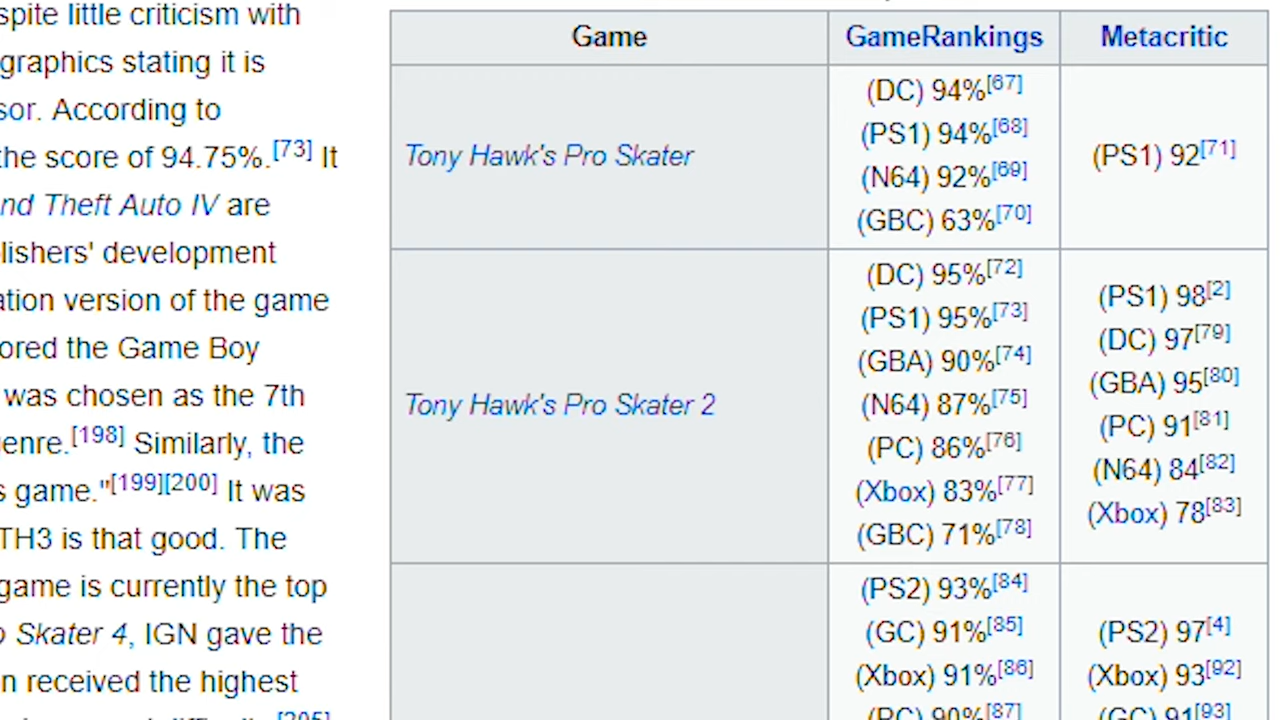 spite little criticism with
graphics stating it is
sor. According to
the score of 94.75%.[73] It
nd Theft Auto IV are
lishers' development
ation version of the game
ored the Game Boy
was chosen as the 7th
enre.[198] Similarly, the
s game."[199][200] It was
TH3 is that good. The
game is currently the top
o Skater 4, IGN gave the
n received the highest
[205]
Game GameRankings Metacritic
Tony Hawk's Pro Skater
(DC) 94%[67]
(PS1) 94%[68]
(N64) 92%[69]
(GBC) 63%[70]
(PS1) 92[71]
Tony Hawk's Pro Skater 2
(DC) 95%[72]
(PS1) 95%[73]
(GBA) 90%[74]
(N64) 87%[75]
(PC) 86%[76]
(Xbox) 83%[77]
(GBC) 71%[78]
(PS1) 98[2]
(DC) 97[79]
(GBA) 95[80]
(PC) 91[81]
(N64) 84[82]
(Xbox) 78[83]
(PS2) 93%[84]
(GC) 91%[85]
(Xbox) 91%[86]
(PC) 90%[87]
(PS2) 97[4]
(Xbox) 93[92]
(GC) 91[93]